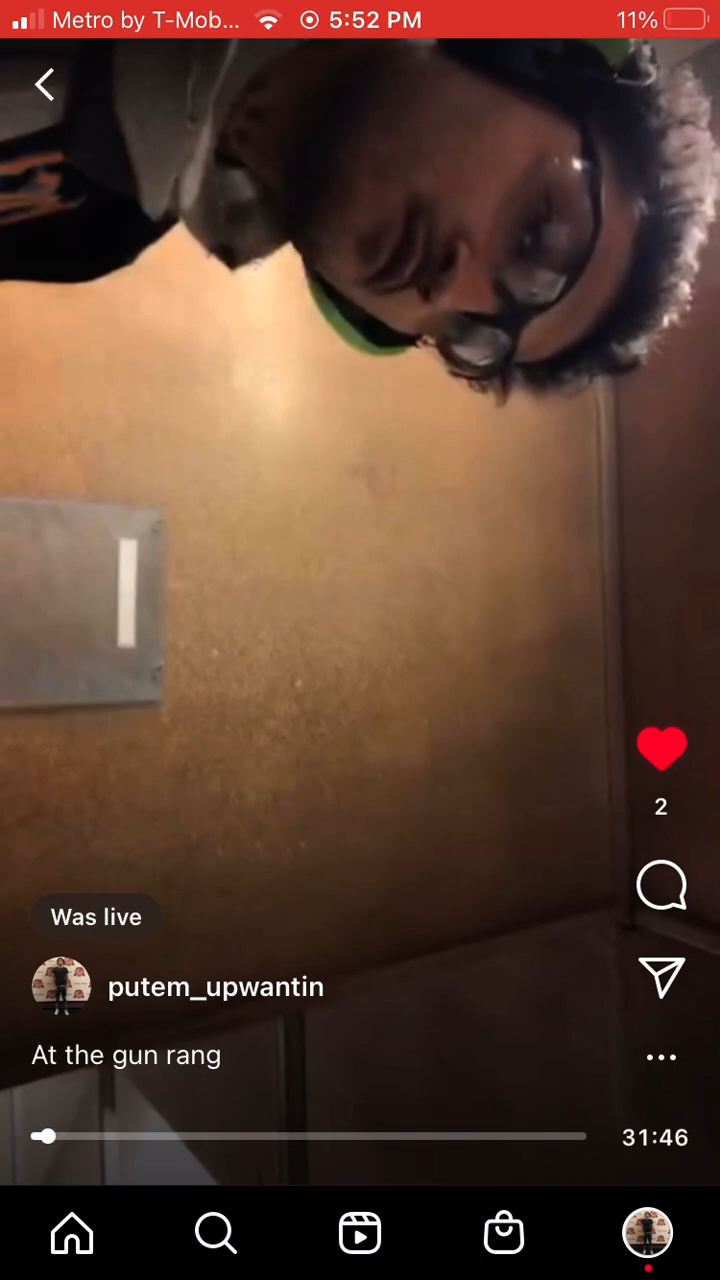 Metro by T-Mob... 5:52 PM 11%
Was live
putem_upwantin
At the gun rang
31:46
2